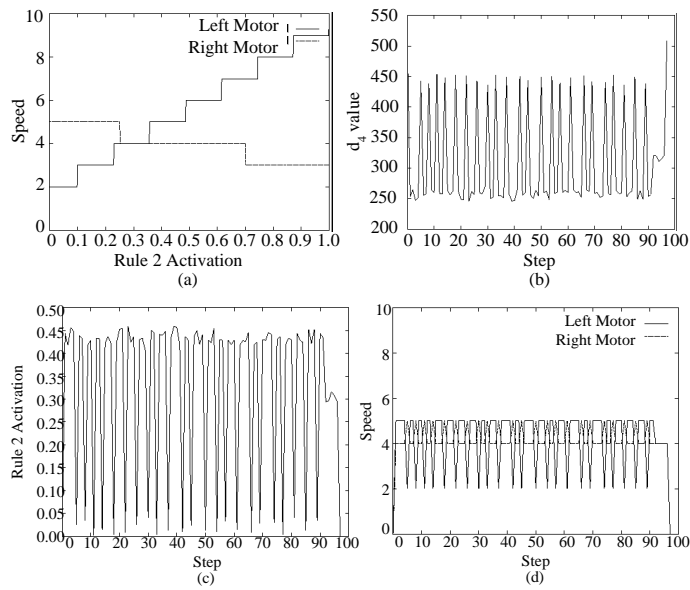 10
8
6
4
2
0
Speed
Left Motor
Right Motor
0 0.1 0.2 0.3 0.4 0.5 0.6 0.7 0.8 0.9 1.0
Rule 2 Activation
(a)
550
500
450
400
350
300
250
200
d4 value
0 10 20 30 40 50 60 70 80 90 100
Step
(b)
0.50
0.45
0.40
0.35
0.30
0.25
0.20
0.15
0.10
0.05
0.00
Rule 2 Activation
0 10 20 30 40 50 60 70 80 90 100
Step
(c)
10
8
6
4
2
0
Speed
Left Motor
Right Motor
0 10 20 30 40 50 60 70 80 90 100
Step
(d)